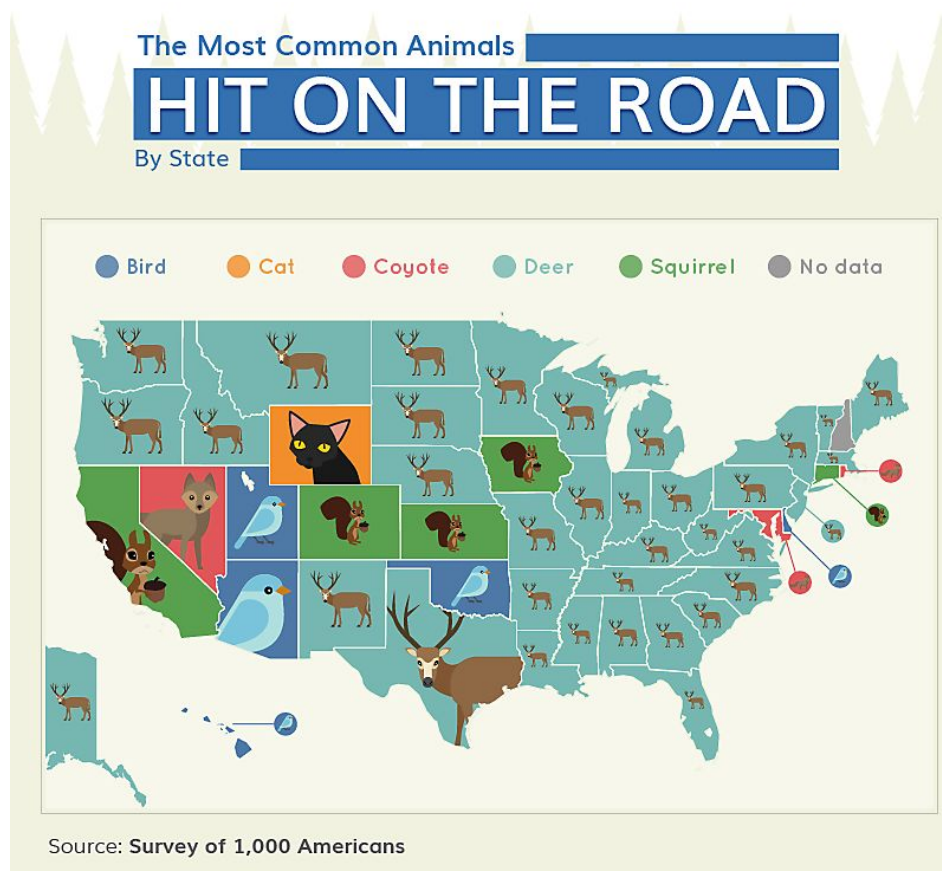 The Most Common Animals
HIT ON THE ROAD
By State
Bird Cat Coyote Deer Squirrel No data
Source: Survey of 1,000 Americans